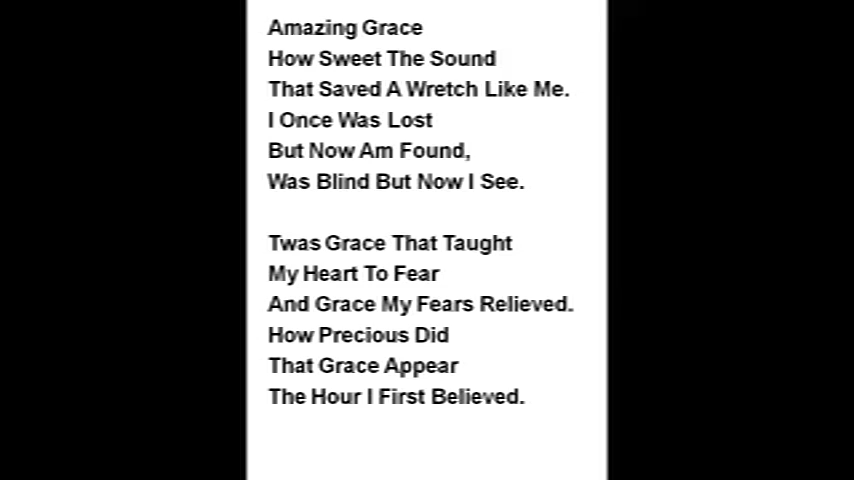 Amazing Grace
How Sweet The Sound
That Saved A Wretch Like Me.
I Once Was Lost
But Now Am Found,
Was Blind But Now I See.
Twas Grace That Taught
My Heart To Fear
And Grace My Fears Relieved.
How Precious Did
That Grace Appear
The Hour I First Believed.